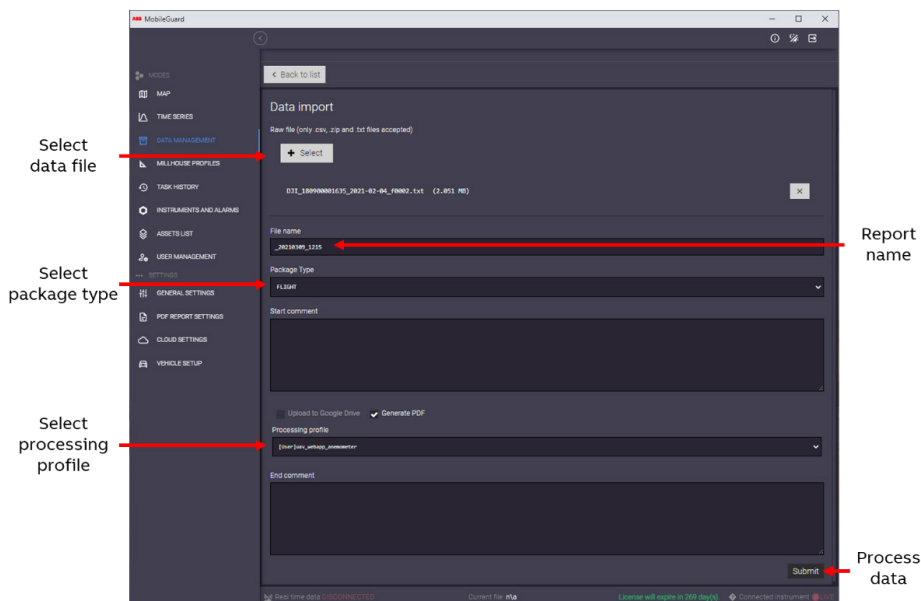 ABB MobileGuard
MODES
MAP
TIME SERIES
DATA MANAGEMENT
MILLHOUSE PROFILES
TASK HISTORY
INSTRUMENTS AND ALARMS
ASSETS LIST
USER MANAGEMENT
SETTINGS
GENERAL SETTINGS
PDF REPORT SETTINGS
CLOUD SETTINGS
VEHICLE SETUP
Back to list
Data import
Raw file (only .csv, .zip and .txt files accepted)
+ Select
DJI_180900001635_2021-02-04_f0002.txt (2.051 MB)
File name
_20210309_1215
Package Type
FLIGHT
Start comment
Upload to Google Drive Generate PDF
Processing profile
[User]uav_webapp_anemometer
End comment
Submit
Real time data DISCONNECTED
Current file n\a
License will expire in 269 day(s).
Connected instrument LIVE
Select
data file
Select
package type
Select
processing
profile
Report
name
Process
data